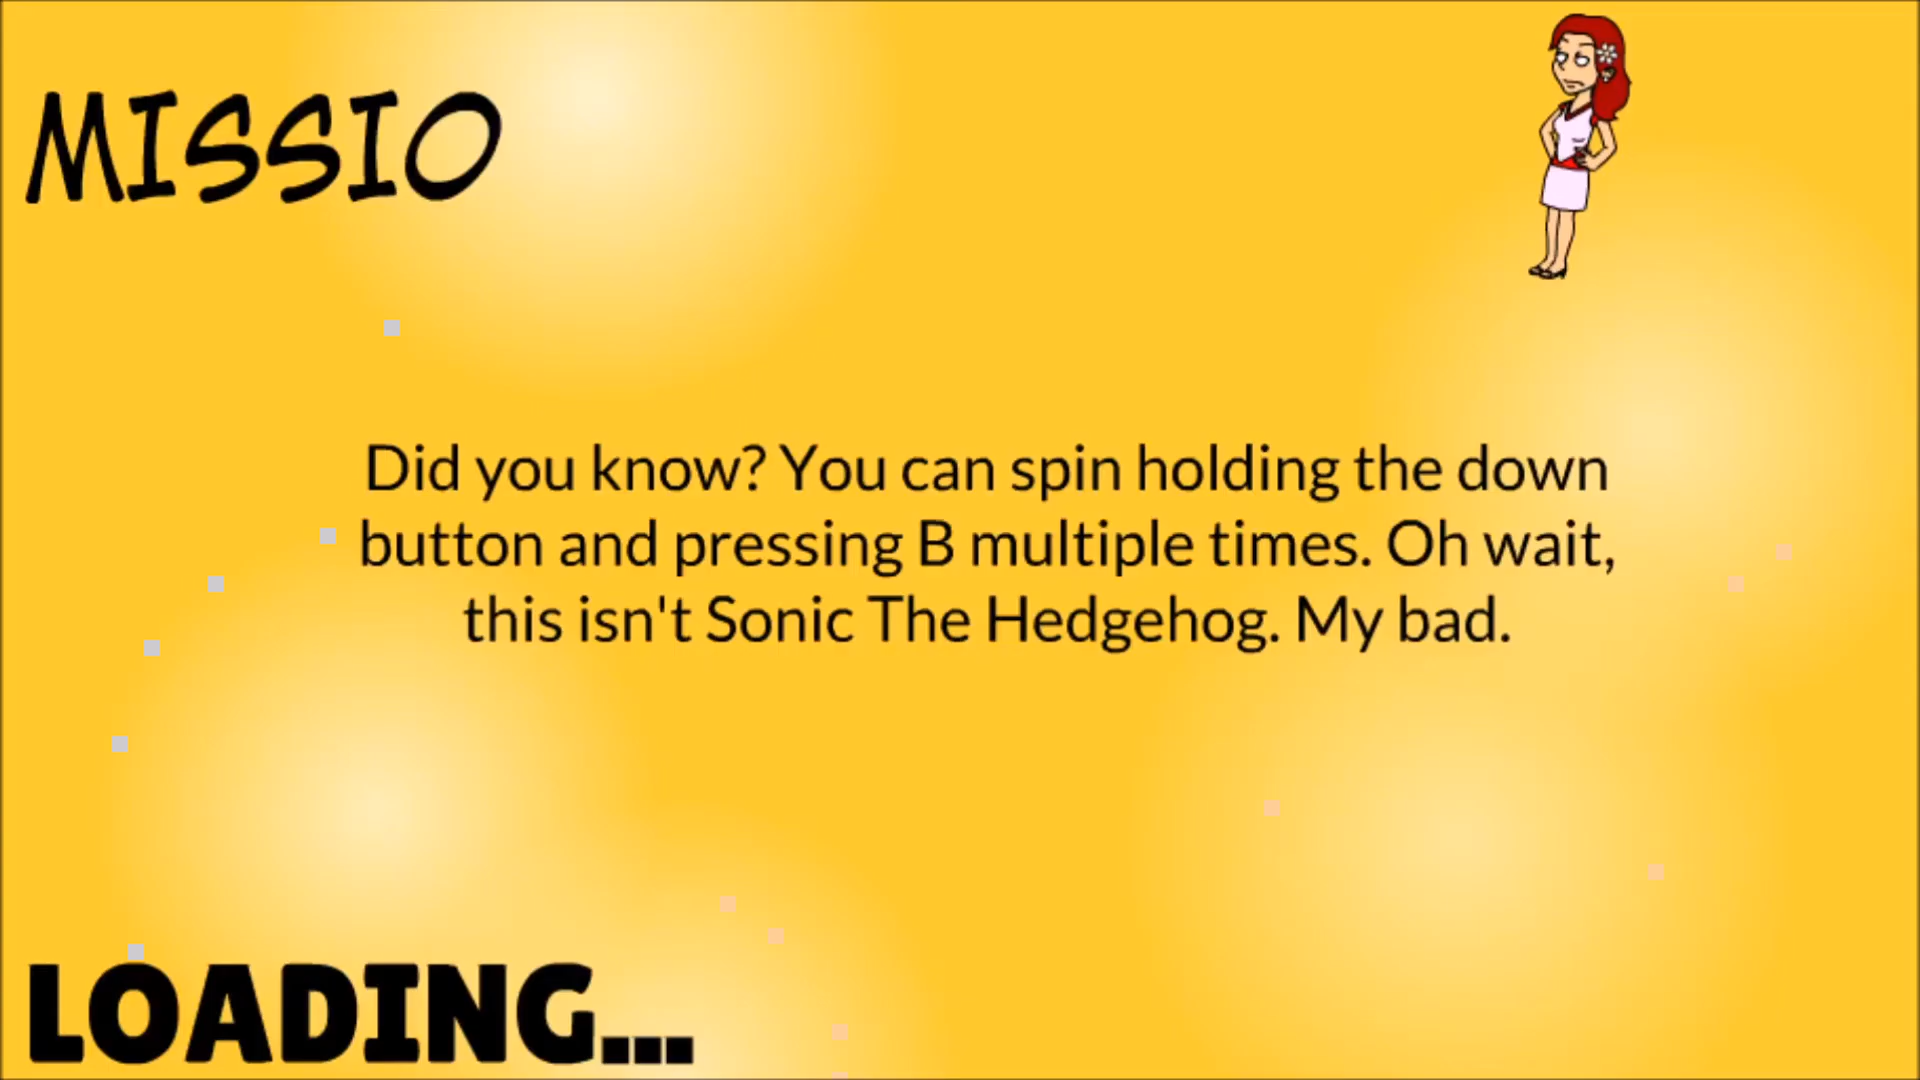 MISSIO
Did you know? You can spin holding the down
button and pressing B multiple times. Oh wait,
this isn't Sonic The Hedgehog. My bad.
LOADING...